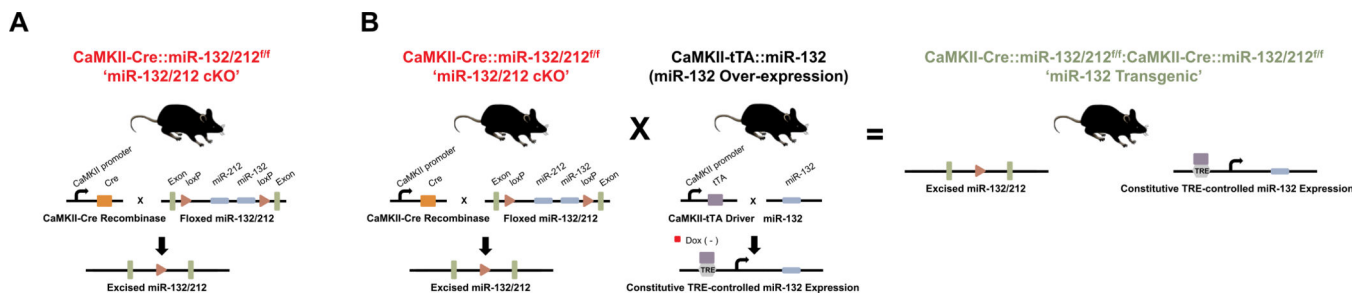 A
CaMKII-Cre::miR-132/212f/f
‘miR-132/212 cKO’
CaMKII promoter
Cre
X
Exon
loxP
miR-212
miR-132
loxP
Exon
CaMKII-Cre Recombinase
Floxed miR-132/212
Excised miR-132/212
B
CaMKII-Cre::miR-132/212f/f
‘miR-132/212 cKO’
CaMKII promoter
Cre
X
Exon
loxP
miR-212
miR-132
loxP
Exon
CaMKII-Cre Recombinase
Floxed miR-132/212
Excised miR-132/212
X
CaMKII-tTA::miR-132
(miR-132 Over-expression)
CaMKII promoter
tTA
X
miR-132
CaMKII-tTA Driver
miR-132
Dox ( - )
TRE
Constitutive TRE-controlled miR-132 Expression
=
CaMKII-Cre::miR-132/212f/f:CaMKII-Cre::miR-132/212f/f
‘miR-132 Transgenic’
Excised miR-132/212
TRE
Constitutive TRE-controlled miR-132 Expression